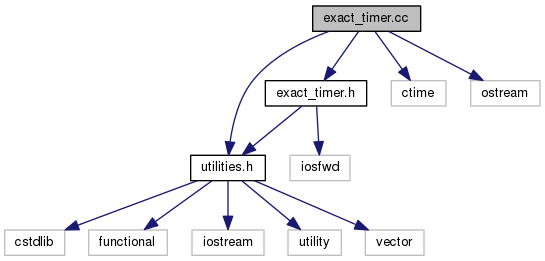 exact_timer.cc
exact_timer.h
ctime
ostream
utilities.h
iosfwd
cstdlib
functional
iostream
utility
vector